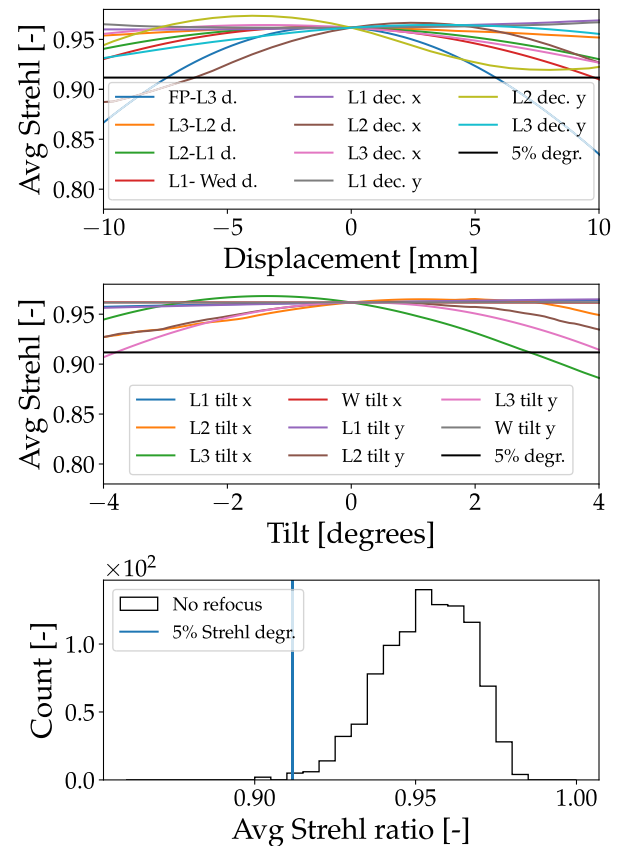 Avg Strehl [-]
0.95
0.90
0.85
0.80
FP-L3 d.
L3-L2 d.
L2-L1 d.
L1- Wed d.
L1 dec. x
L2 dec. x
L3 dec. x
L1 dec. y
L2 dec. y
L3 dec. y
5% degr.
−10 −5 0 5 10
Displacement [mm]
Avg Strehl [-]
0.95
0.90
0.85
0.80
L1 tilt x
L2 tilt x
L3 tilt x
W tilt x
L1 tilt y
L2 tilt y
L3 tilt y
W tilt y
5% degr.
−4 −2 0 2 4
Tilt [degrees]
×10²
Count [-]
1.0
0.5
0.0
No refocus
5% Strehl degr.
0.90 0.95 1.00
Avg Strehl ratio [-]